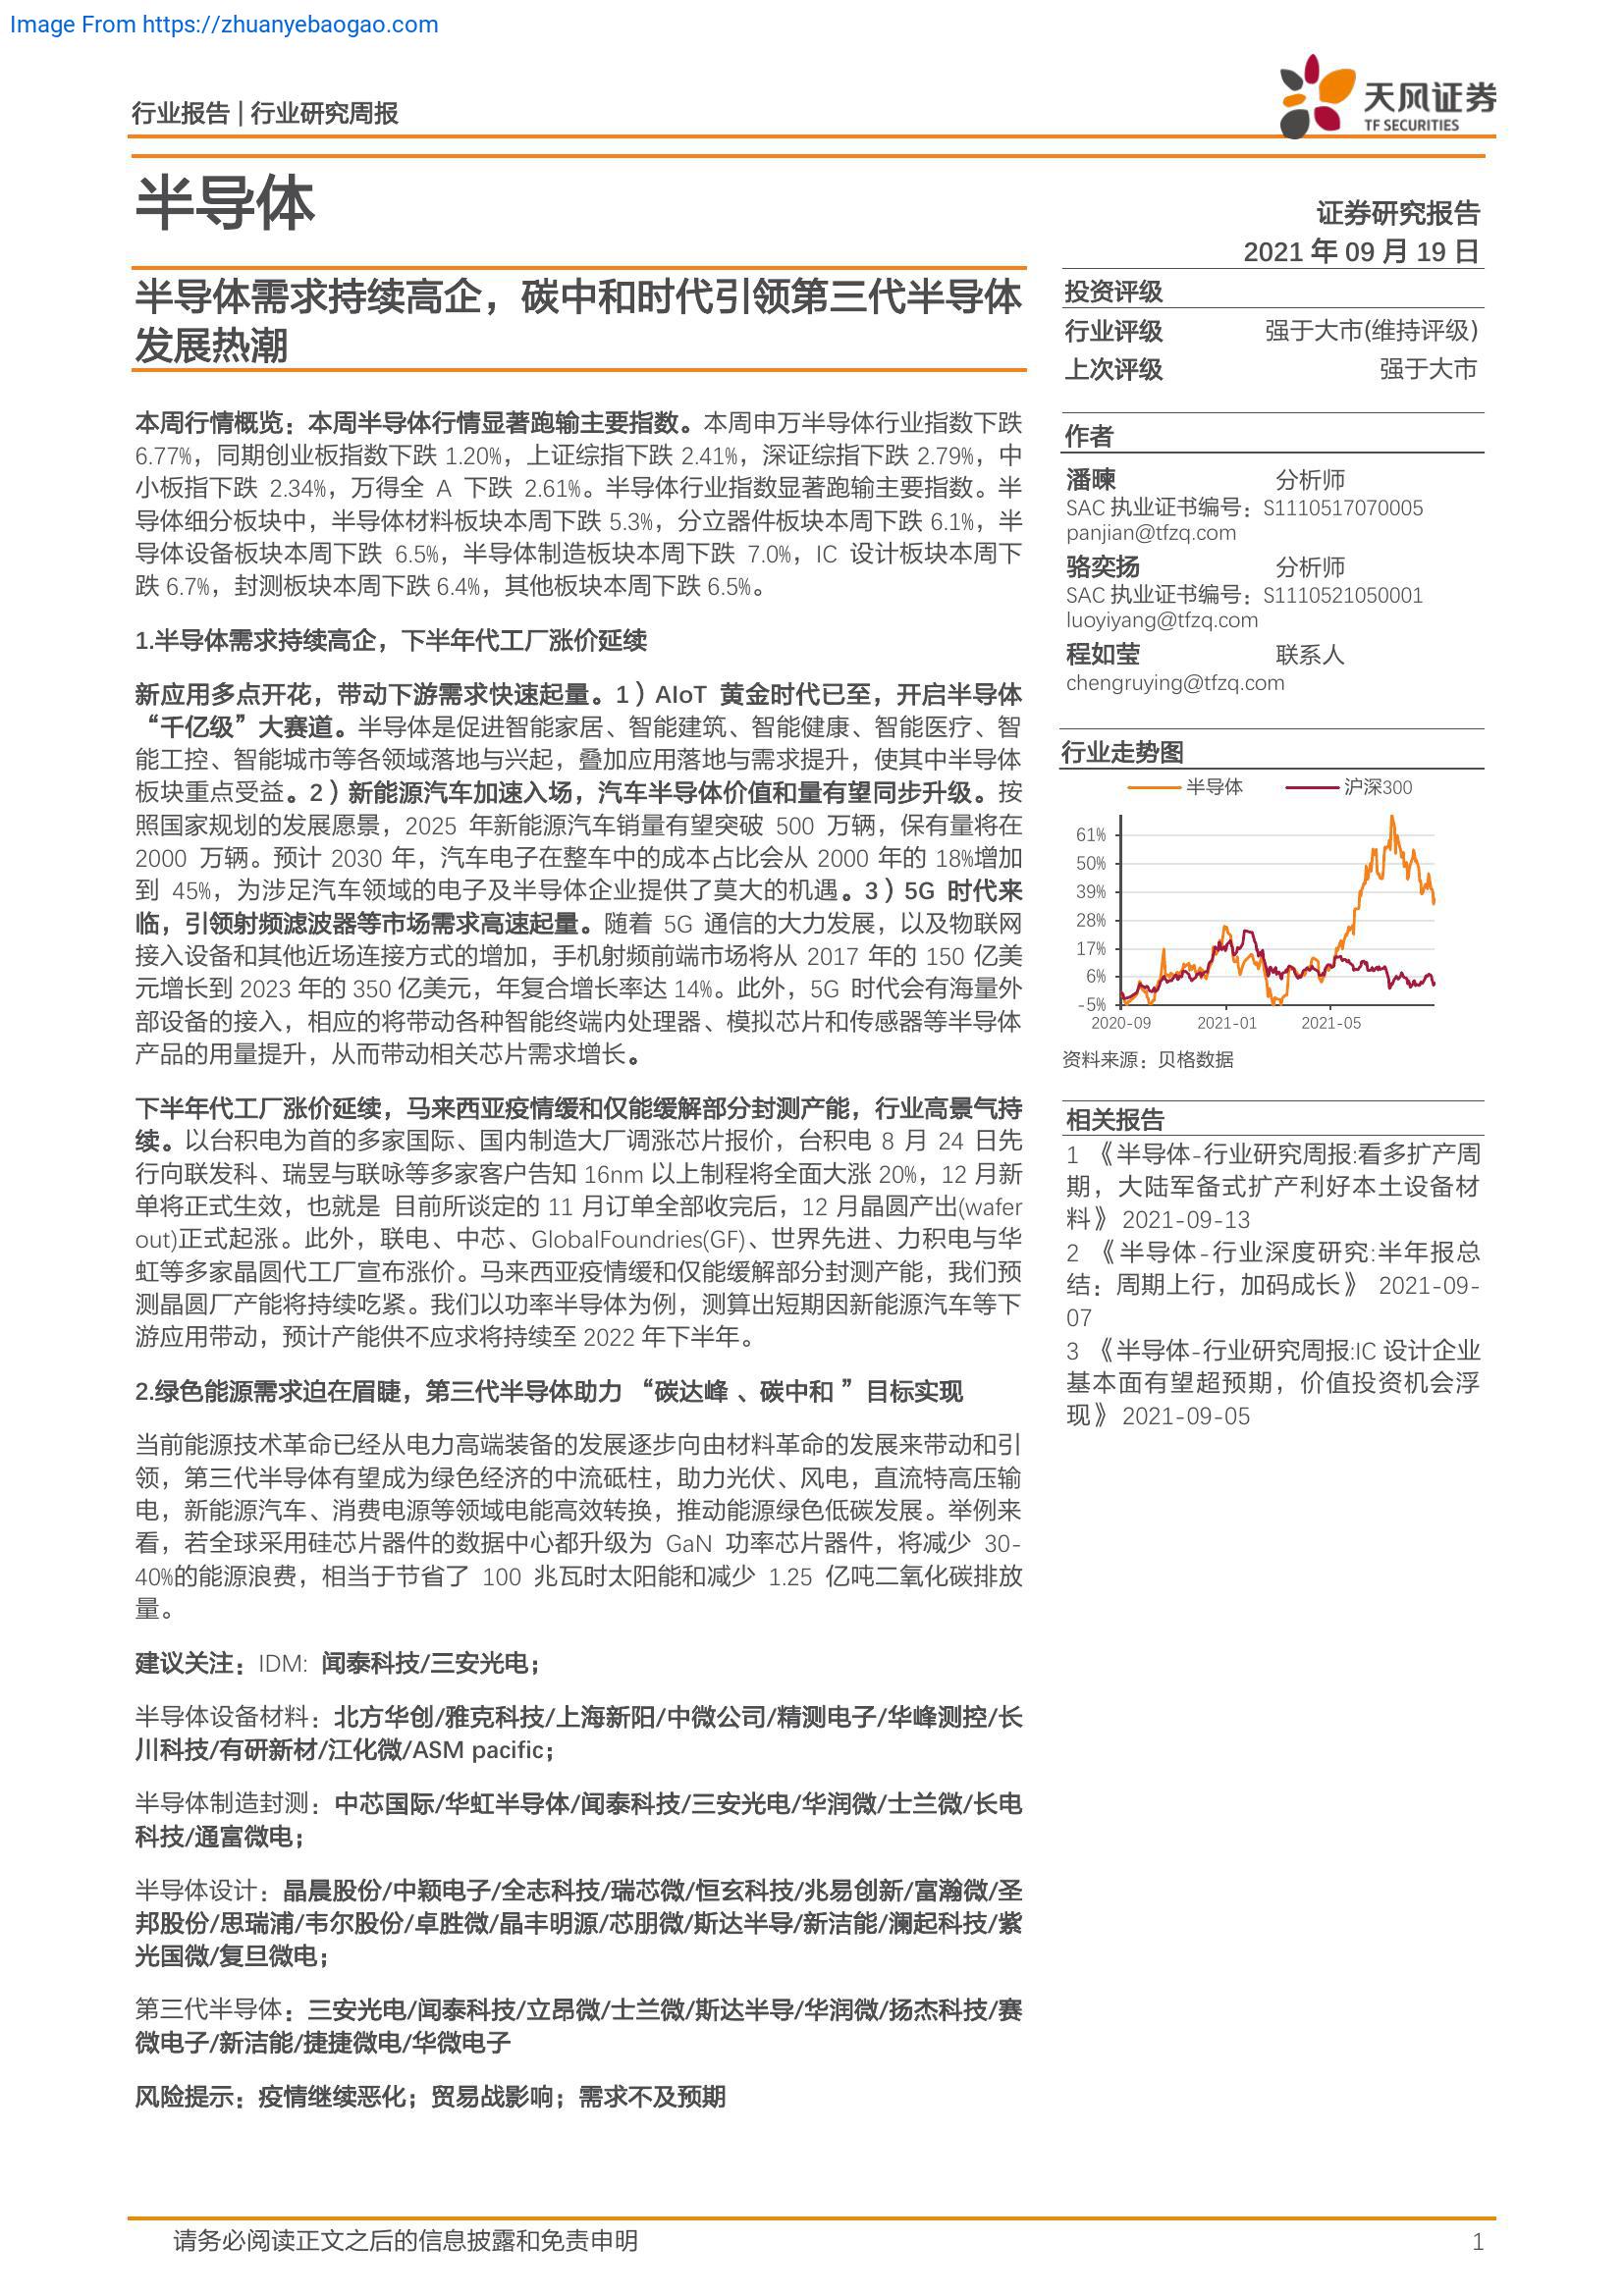 Image From https://zhuanyebaogao.com
行业报告 | 行业研究周报
天风证券
TF SECURITIES
半导体
证券研究报告
2021 年 09 月 19 日
半导体需求持续高企，碳中和时代引领第三代半导体
发展热潮
本周行情概览：本周半导体行情显著跑输主要指数。本周申万半导体行业指数下跌
6.77%，同期创业板指数下跌 1.20%，上证综指下跌 2.41%，深证综指下跌 2.79%，中
小板指下跌 2.34%，万得全 A 下跌 2.61%。半导体行业指数显著跑输主要指数。半
导体细分板块中，半导体材料板块本周下跌 5.3%，分立器件板块本周下跌 6.1%，半
导体设备板块本周下跌 6.5%，半导体制造板块本周下跌 7.0%，IC 设计板块本周下
跌 6.7%，封测板块本周下跌 6.4%，其他板块本周下跌 6.5%。
1.半导体需求持续高企，下半年代工厂涨价延续
新应用多点开花，带动下游需求快速起量。1）AIoT 黄金时代已至，开启半导体
“千亿级”大赛道。半导体是促进智能家居、智能建筑、智能健康、智能医疗、智
能工控、智能城市等各领域落地与兴起，叠加应用落地与需求提升，使其中半导体
板块重点受益。2）新能源汽车加速入场，汽车半导体价值和量有望同步升级。按
照国家规划的发展愿景，2025 年新能源汽车销量有望突破 500 万辆，保有量将在
2000 万辆。预计 2030 年，汽车电子在整车中的成本占比会从 2000 年的 18%增加
到 45%，为涉足汽车领域的电子及半导体企业提供了莫大的机遇。3）5G 时代来
临，引领射频滤波器等市场需求高速起量。随着 5G 通信的大力发展，以及物联网
接入设备和其他近场连接方式的增加，手机射频前端市场将从 2017 年的 150 亿美
元增长到 2023 年的 350 亿美元，年复合增长率达 14%。此外，5G 时代会有海量外
部设备的接入，相应的将带动各种智能终端内处理器、模拟芯片和传感器等半导体
产品的用量提升，从而带动相关芯片需求增长。
下半年代工厂涨价延续，马来西亚疫情缓和仅能缓解部分封测产能，行业高景气持
续。以台积电为首的多家国际、国内制造大厂调涨芯片报价，台积电 8 月 24 日先
行向联发科、瑞昱与联咏等多家客户告知 16nm 以上制程将全面大涨 20%，12 月新
单将正式生效，也就是 目前所谈定的 11 月订单全部收完后，12 月晶圆产出(wafer
out)正式起涨。此外，联电、中芯、GlobalFoundries(GF)、世界先进、力积电与华
虹等多家晶圆代工厂宣布涨价。马来西亚疫情缓和仅能缓解部分封测产能，我们预
测晶圆厂产能将持续吃紧。我们以功率半导体为例，测算出短期因新能源汽车等下
游应用带动，预计产能供不应求将持续至 2022 年下半年。
2.绿色能源需求迫在眉睫，第三代半导体助力 “碳达峰 、碳中和 ”目标实现
当前能源技术革命已经从电力高端装备的发展逐步向由材料革命的发展来带动和引
领，第三代半导体有望成为绿色经济的中流砥柱，助力光伏、风电，直流特高压输
电，新能源汽车、消费电源等领域电能高效转换，推动能源绿色低碳发展。举例来
看，若全球采用硅芯片器件的数据中心都升级为 GaN 功率芯片器件，将减少 30-
40%的能源浪费，相当于节省了 100 兆瓦时太阳能和减少 1.25 亿吨二氧化碳排放
量。
建议关注：IDM: 闻泰科技/三安光电；
半导体设备材料：北方华创/雅克科技/上海新阳/中微公司/精测电子/华峰测控/长
川科技/有研新材/江化微/ASM pacific；
半导体制造封测：中芯国际/华虹半导体/闻泰科技/三安光电/华润微/士兰微/长电
科技/通富微电；
半导体设计：晶晨股份/中颖电子/全志科技/瑞芯微/恒玄科技/兆易创新/富瀚微/圣
邦股份/思瑞浦/韦尔股份/卓胜微/晶丰明源/芯朋微/斯达半导/新洁能/澜起科技/紫
光国微/复旦微电；
第三代半导体：三安光电/闻泰科技/立昂微/士兰微/斯达半导/华润微/扬杰科技/赛
微电子/新洁能/捷捷微电/华微电子
风险提示：疫情继续恶化；贸易战影响；需求不及预期
投资评级
行业评级 强于大市(维持评级)
上次评级 强于大市
作者
潘暕 分析师
SAC 执业证书编号：S1110517070005
panjian@tfzq.com
骆奕扬 分析师
SAC 执业证书编号：S1110521050001
luoyiyang@tfzq.com
程如莹 联系人
chengruying@tfzq.com
行业走势图
半导体 沪深300
61%
50%
39%
28%
17%
6%
-5%
2020-09 2021-01 2021-05
资料来源：贝格数据
相关报告
1 《半导体-行业研究周报:看多扩产周
期，大陆军备式扩产利好本土设备材
料》 2021-09-13
2 《半导体-行业深度研究:半年报总
结：周期上行，加码成长》 2021-09-
07
3 《半导体-行业研究周报:IC 设计企业
基本面有望超预期，价值投资机会浮
现》 2021-09-05
请务必阅读正文之后的信息披露和免责申明 1